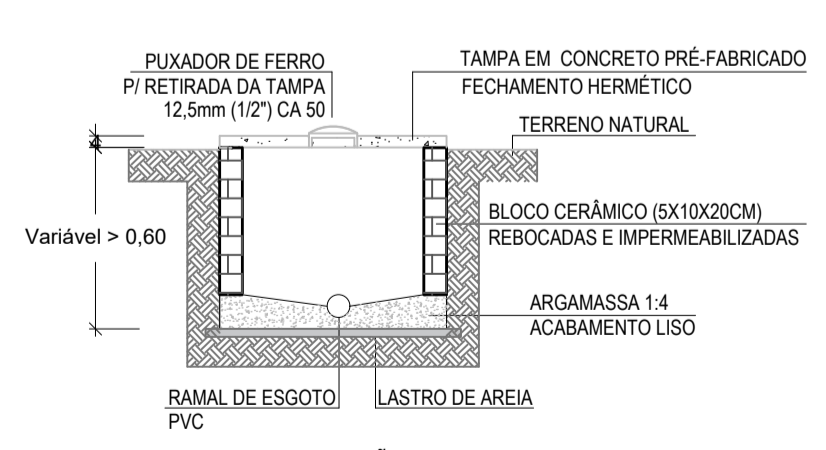 PUXADOR DE FERRO
P/ RETIRADA DA TAMPA
12,5mm (1/2") CA 50
TAMPA EM CONCRETO PRÉ-FABRICADO
FECHAMENTO HERMÉTICO
TERRENO NATURAL
4
Variável > 0,60
BLOCO CERÂMICO (5X10X20CM)
REBOCADAS E IMPERMEABILIZADAS
ARGAMASSA 1:4
ACABAMENTO LISO
RAMAL DE ESGOTO
PVC
LASTRO DE AREIA